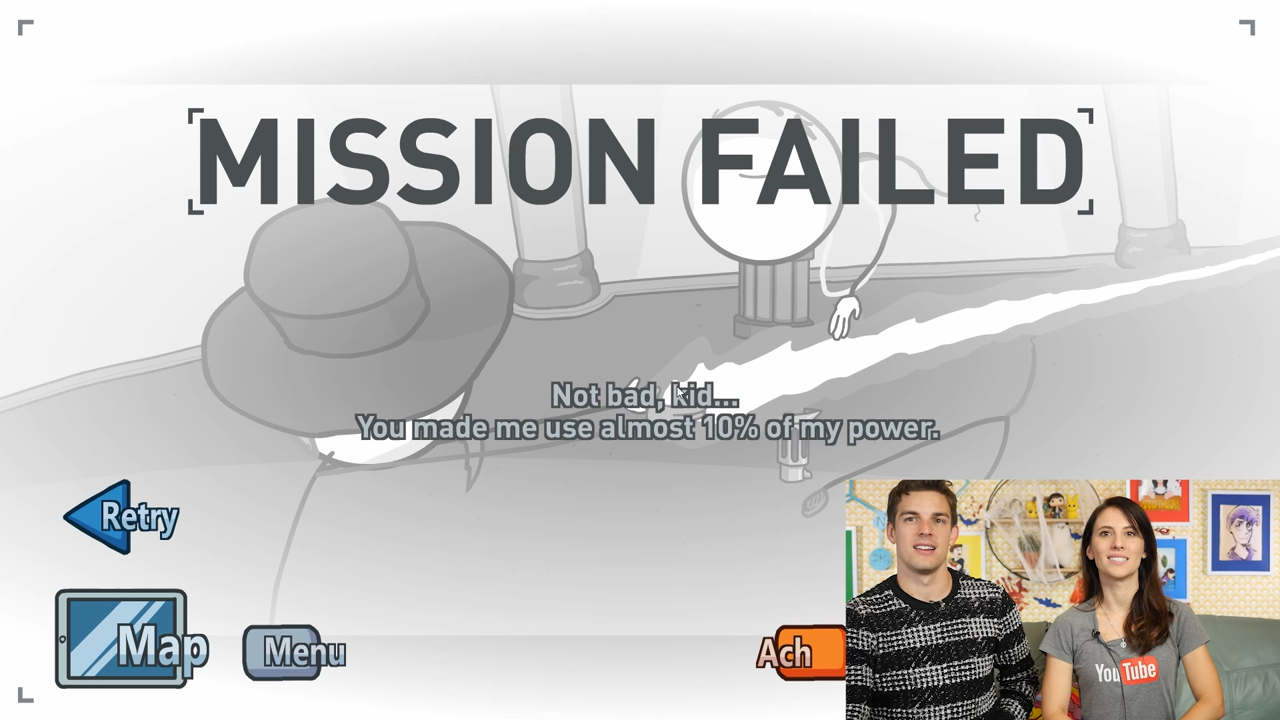 MISSION FAILED
Not bad, kid...
You made me use almost 10% of my power.
Retry
Map
Menu
Ach
YouTube